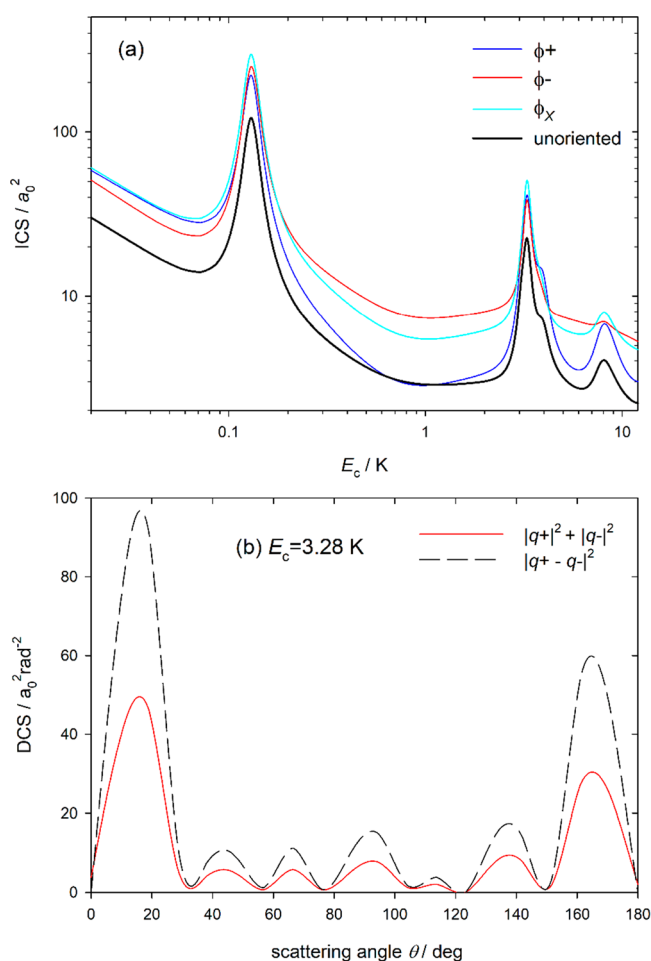 (a)
ϕ+
ϕ-
ϕX
unoriented
100
10
ICS / a₀²
0.1 1 10
Ec / K
100
80
60
40
20
0
(b) Ec=3.28 K
|q+|² + |q-|²
|q+ - q-|²
DCS / a₀²rad⁻²
0 20 40 60 80 100 120 140 160 180
scattering angle θ/ deg